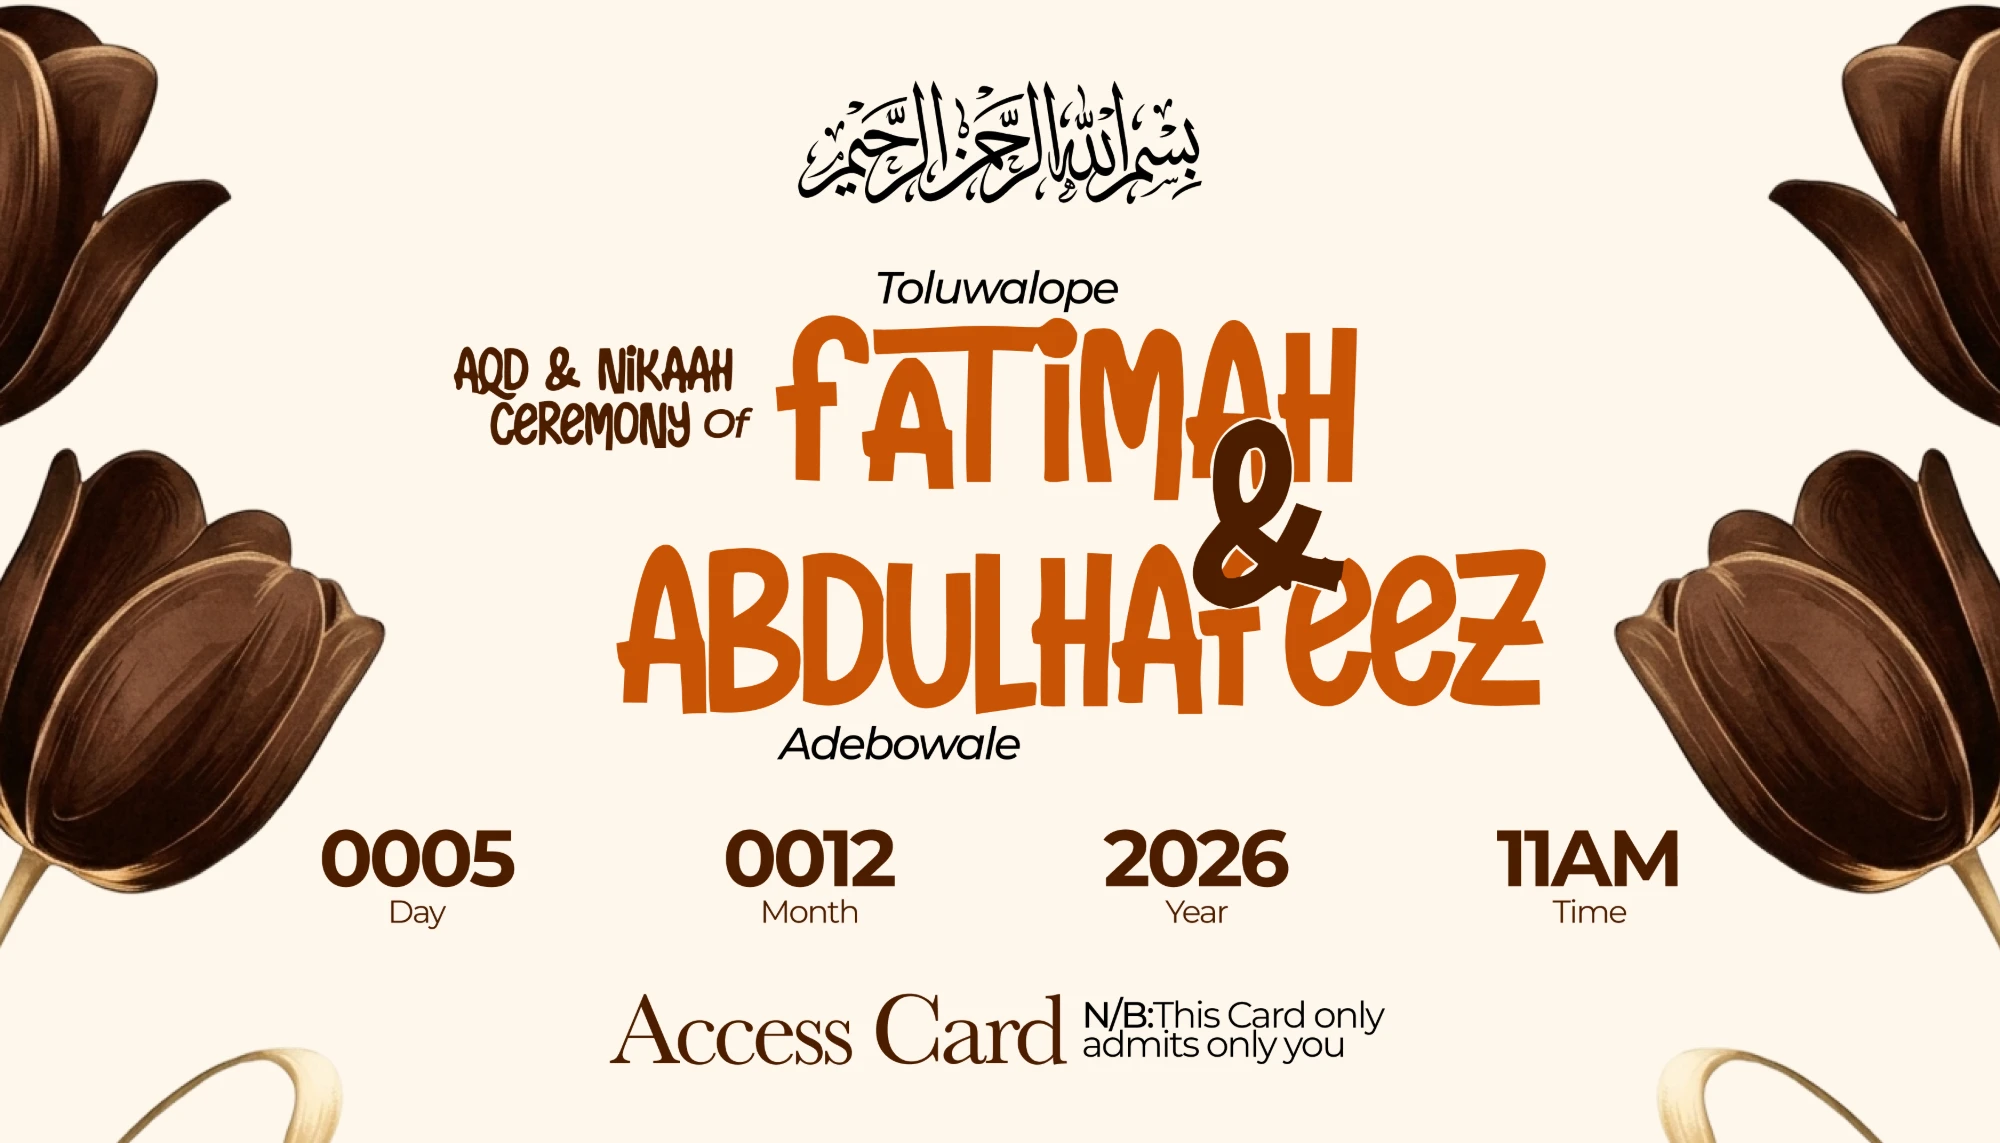 بسم الله الرحمن الرحيم
Toluwalope
AQD & NiKAAH
CeReMONY Of
fATiMAH
&
ABDULHAfeeZ
Adebowale
0005 0012 2026 11AM
Day Month Year Time
Access Card
N/B:This Card only
admits only you